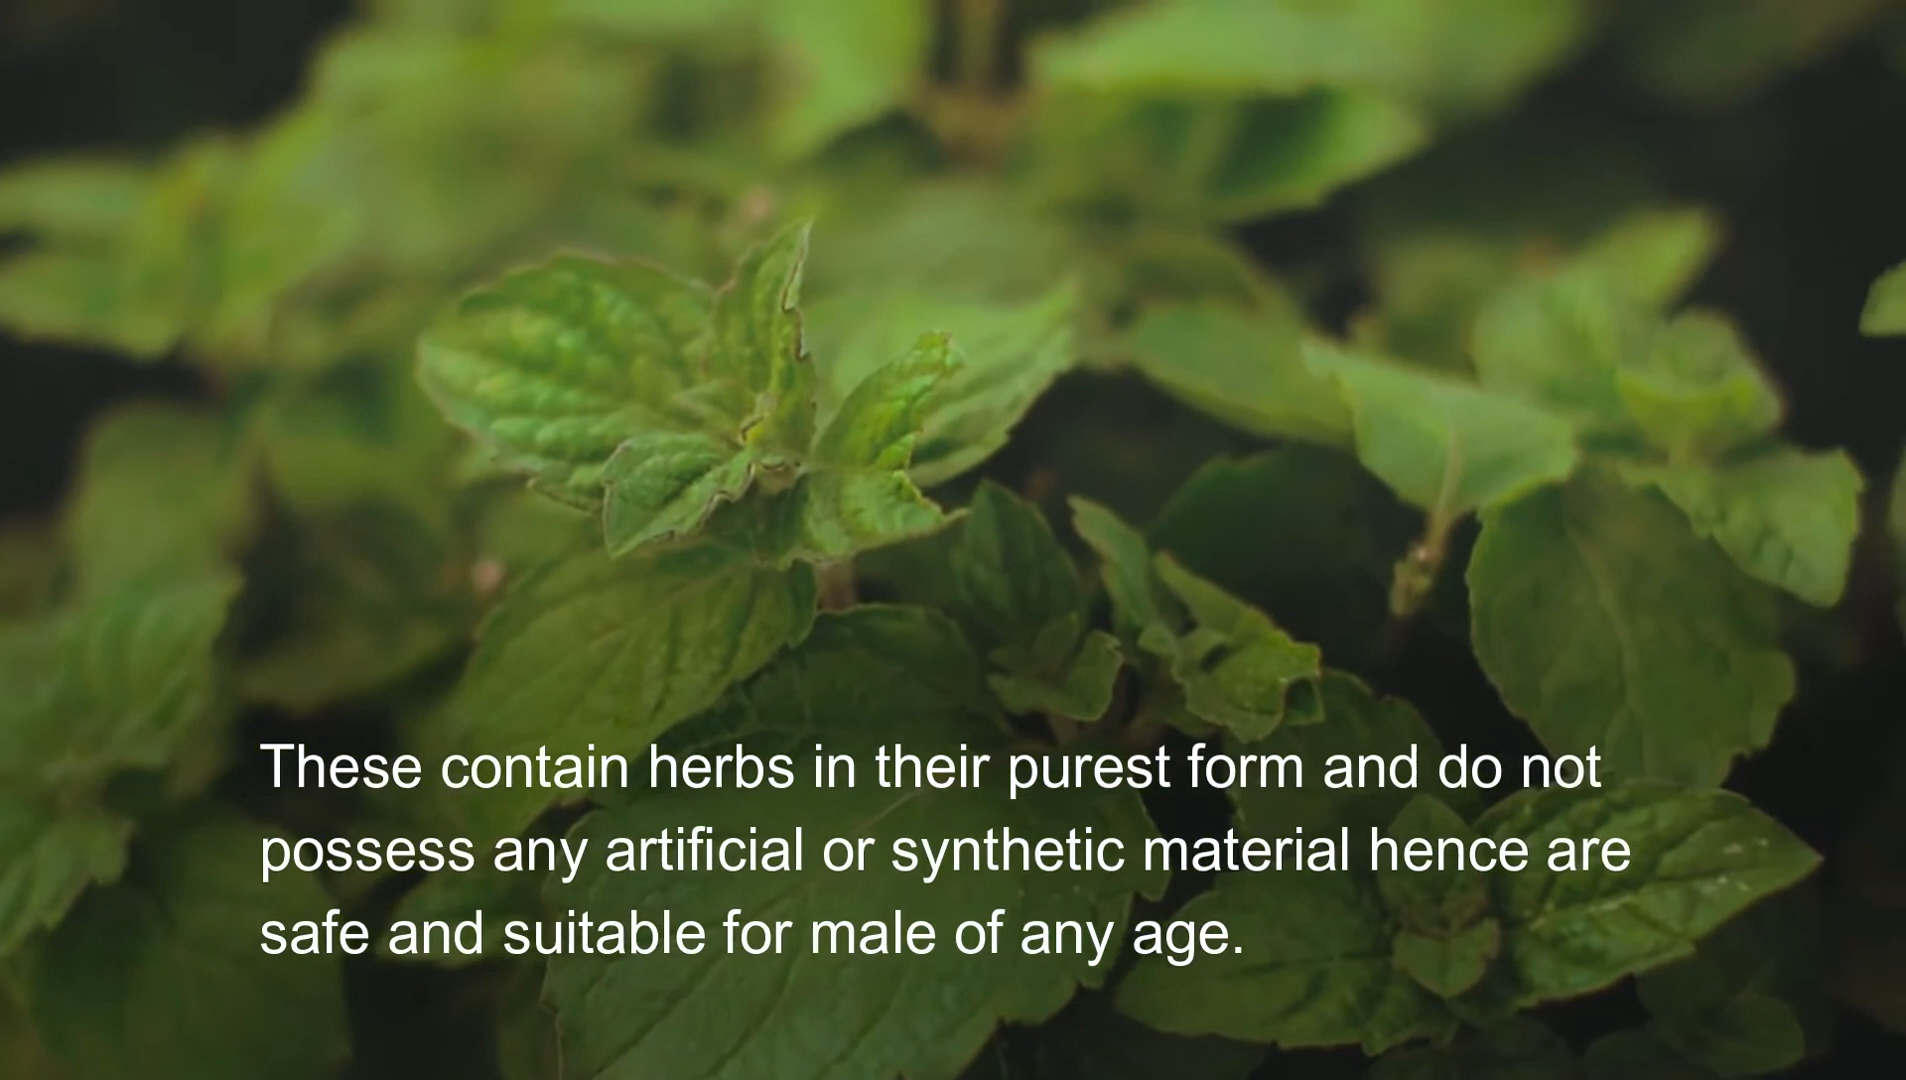 These contain herbs in their purest form and do not
possess any artificial or synthetic material hence are
safe and suitable for male of any age.